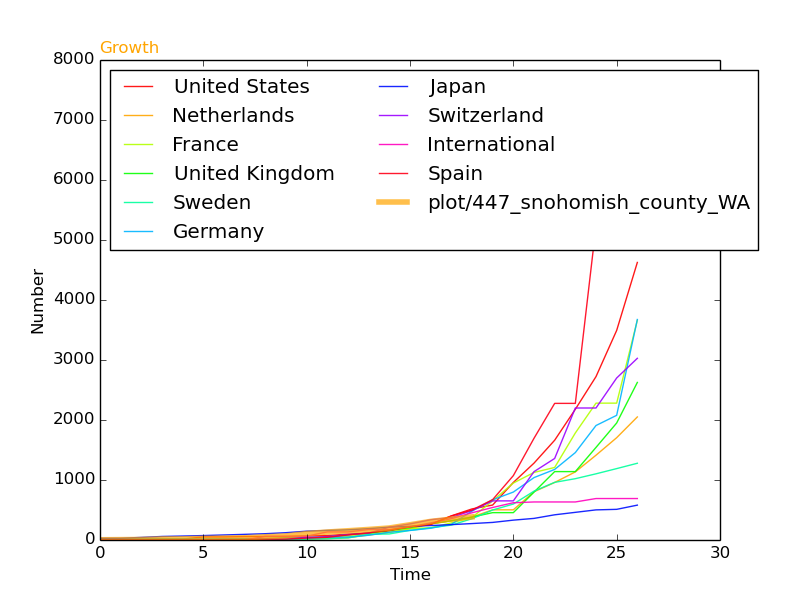 Growth
8000
7000
6000
5000
4000
3000
2000
1000
0
Number
United States
Netherlands
France
United Kingdom
Sweden
Germany
Japan
Switzerland
International
Spain
plot/447_snohomish_county_WA
0 5 10 15 20 25 30
Time